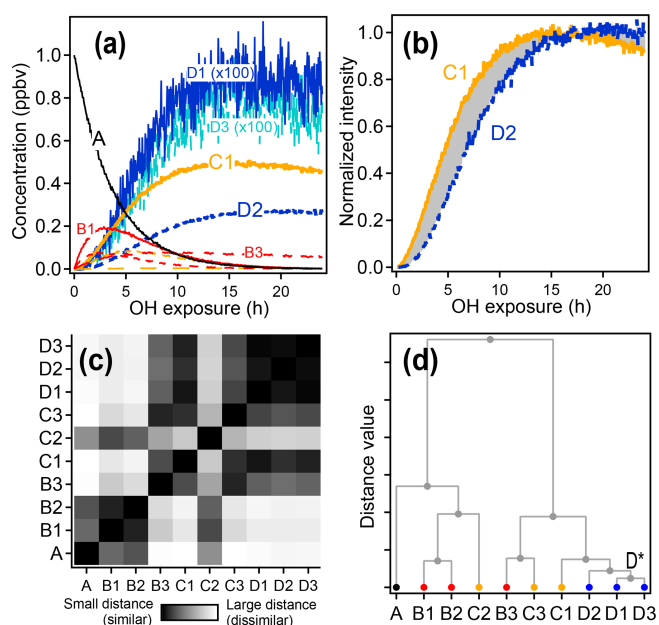 (a)
D1 (x100)
A
D3 (x100)
C1
B1
D2
B3
Concentration (ppbv)
1.0
0.8
0.6
0.4
0.2
0.0
0 5 10 15 20
OH exposure (h)
(b)
C1
D2
Normalized intensity
1.0
0.8
0.6
0.4
0.2
0.0
0 5 10 15 20
OH exposure (h)
(c)
D3
D2
D1
C3
C2
C1
B3
B2
B1
A
A B1 B2 B3 C1 C2 C3 D1 D2 D3
Small distance
(similar)
Large distance
(dissimilar)
(d)
Distance value
D*
A B1 B2 C2 B3 C3 C1 D2 D1 D3